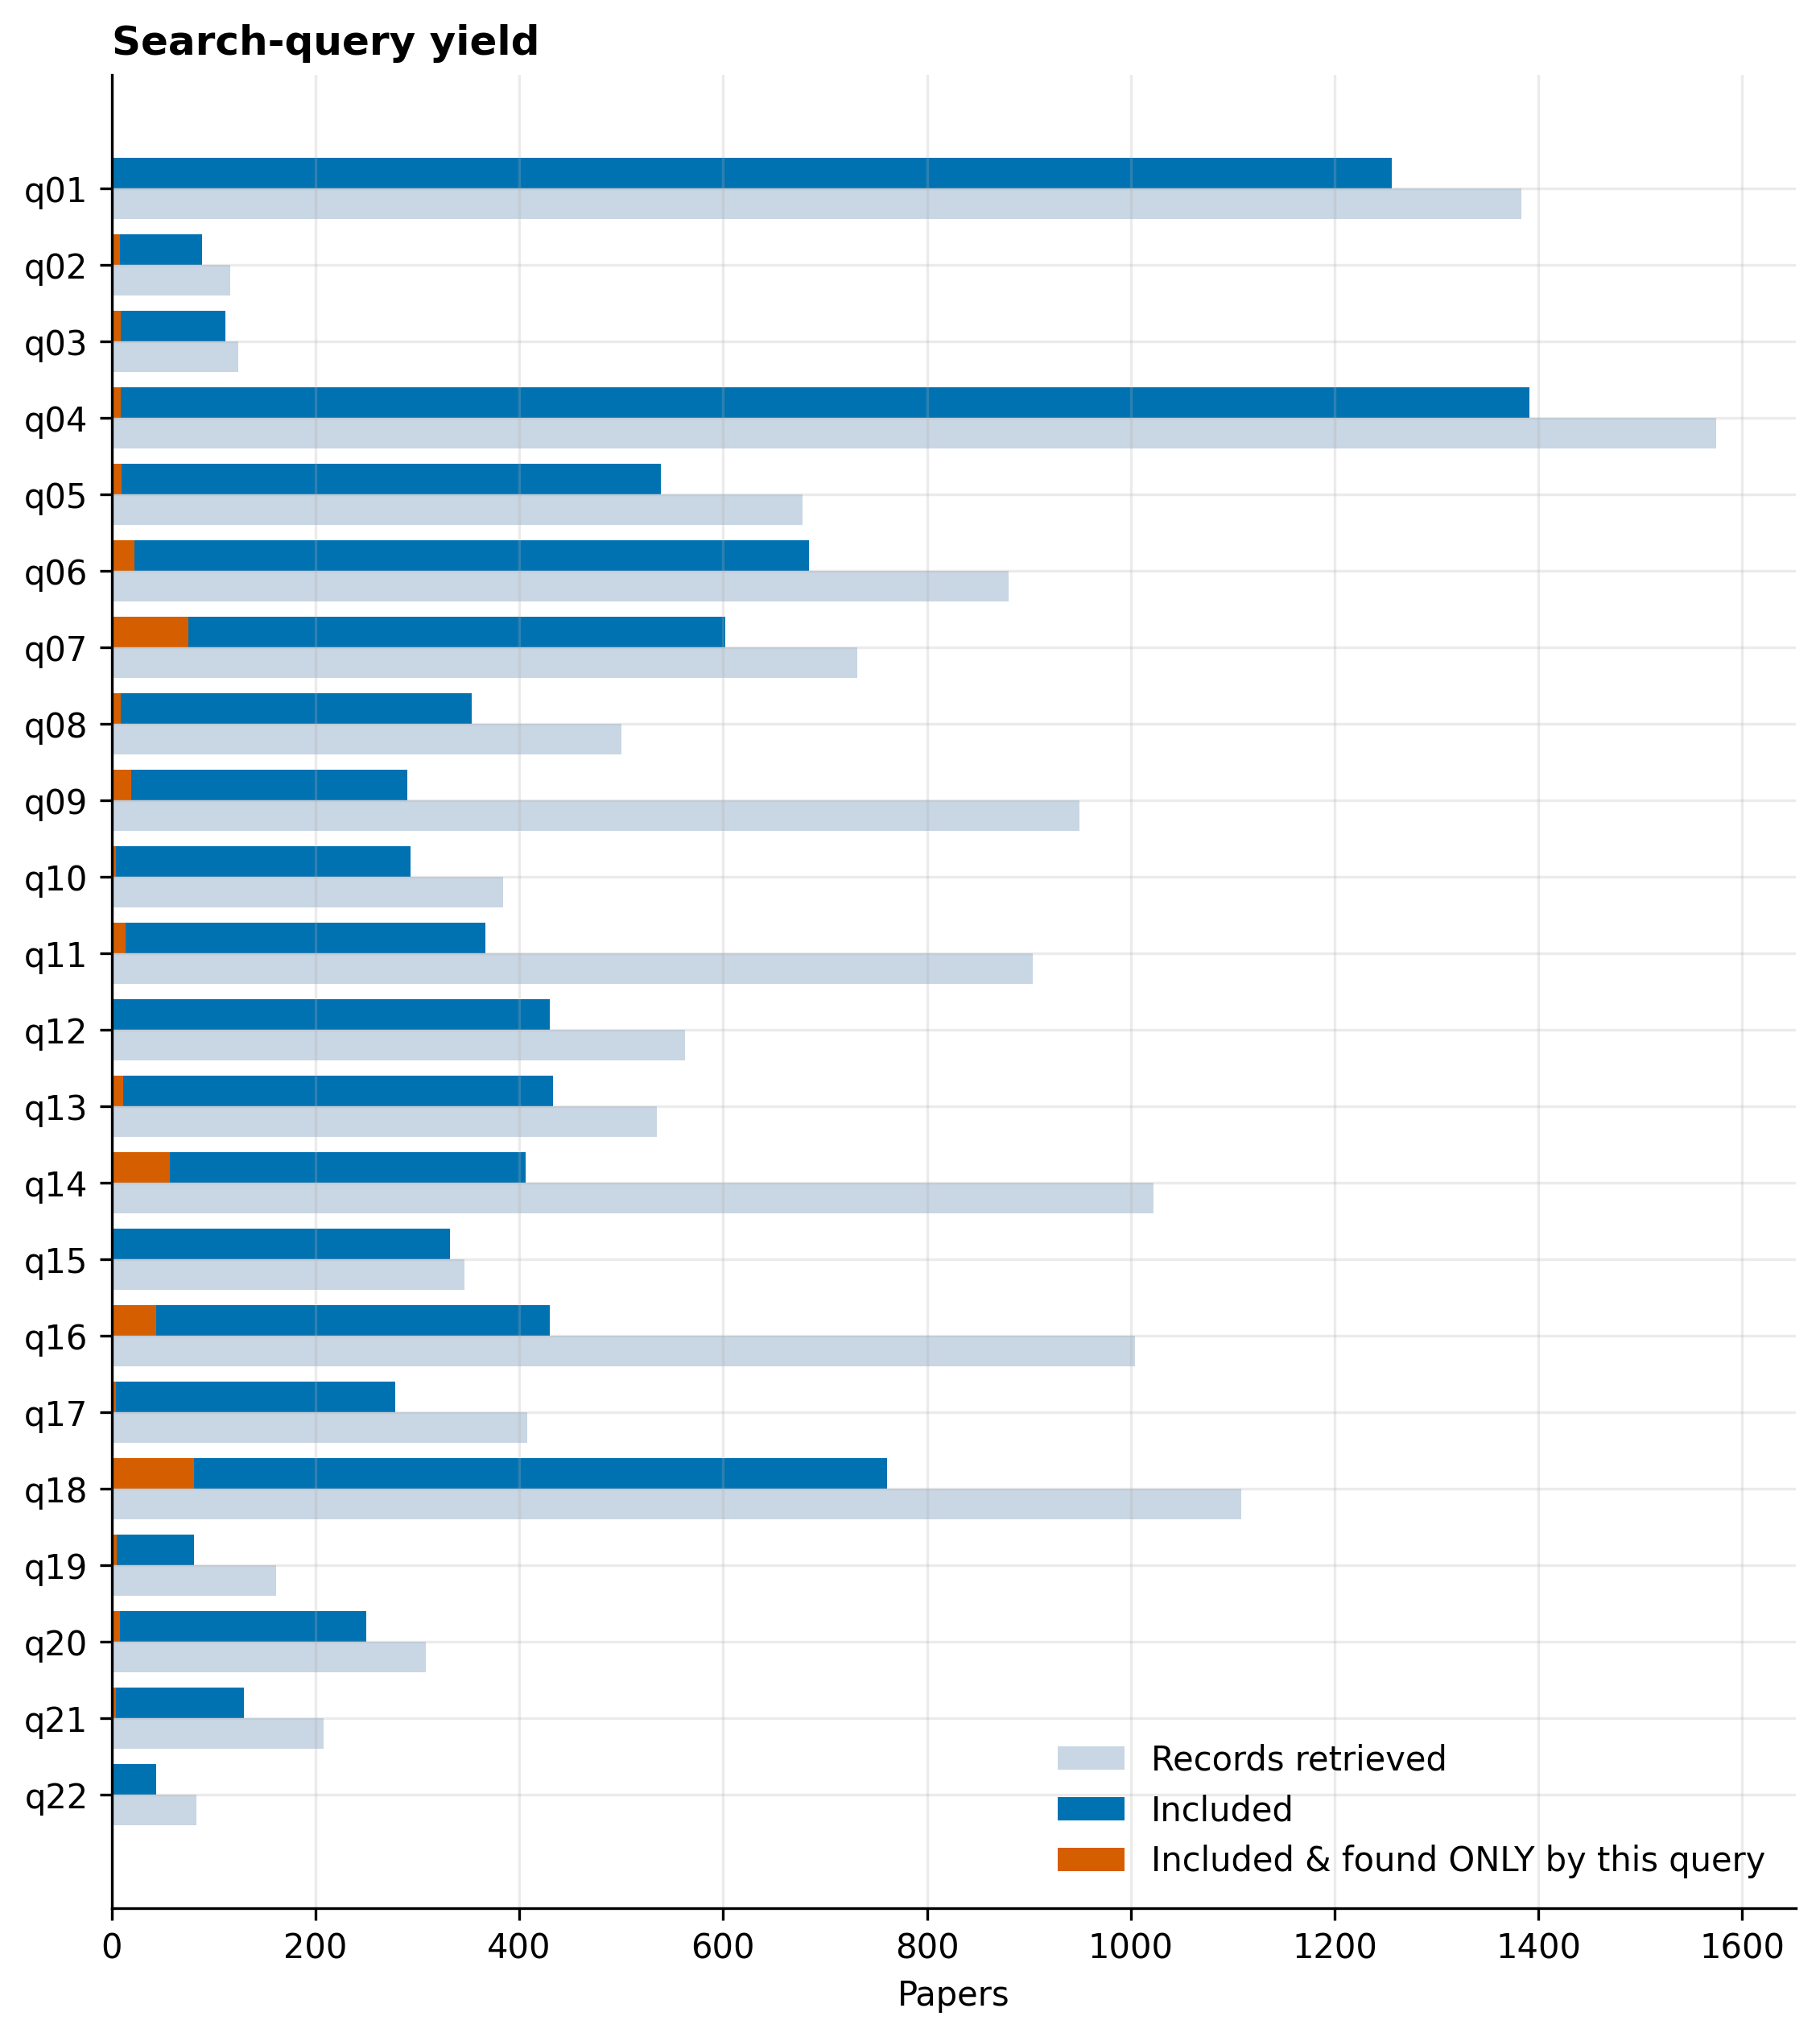 Search-query yield
q01
q02
q03
q04
q05
q06
q07
q08
q09
q10
q11
q12
q13
q14
q15
q16
q17
q18
q19
q20
q21
q22
Records retrieved
Included
Included & found ONLY by this query
0 200 400 600 800 1000 1200 1400 1600
Papers